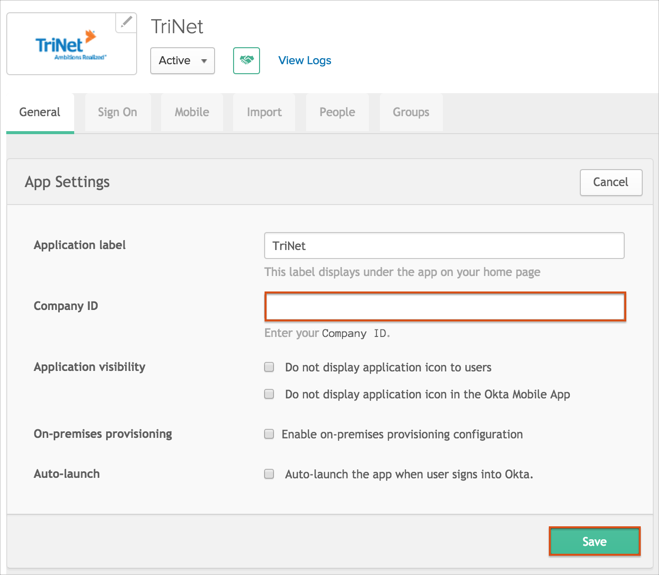 TriNet
Ambitions Realized
TriNet
Active
View Logs
General
Sign On
Mobile
Import
People
Groups
App Settings
Cancel
Application label
TriNet
This label displays under the app on your home page
Company ID
Enter your Company ID.
Application visibility
Do not display application icon to users
Do not display application icon in the Okta Mobile App
On-premises provisioning
Enable on-premises provisioning configuration
Auto-launch
Auto-launch the app when user signs into Okta.
Save